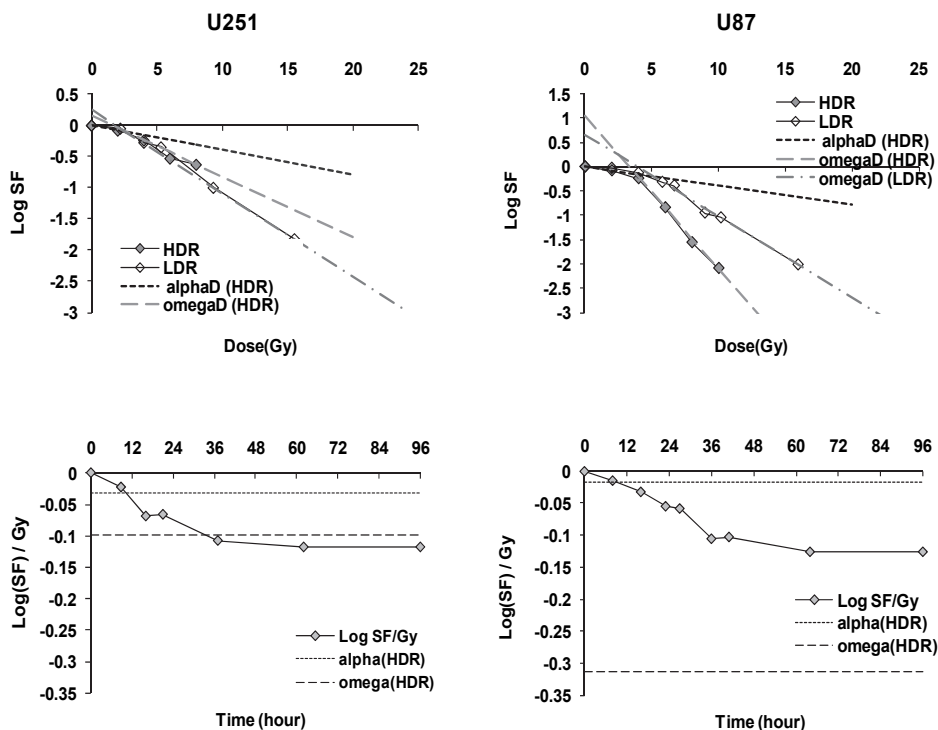 U251
0 5 10 15 20 25
0.5
0
-0.5
-1
-1.5
-2
-2.5
-3
Log SF
HDR
LDR
alphaD (HDR)
omegaD (HDR)
Dose(Gy)
U87
0 5 10 15 20 25
1.5
1
0.5
0
-0.5
-1
-1.5
-2
-2.5
-3
Log SF
HDR
LDR
alphaD (HDR)
omegaD (HDR)
omegaD (LDR)
Dose(Gy)
0 12 24 36 48 60 72 84 96
0
-0.05
-0.1
-0.15
-0.2
-0.25
-0.3
-0.35
Log(SF) / Gy
Log SF/Gy
alpha(HDR)
omega(HDR)
Time (hour)
0 12 24 36 48 60 72 84 96
0
-0.05
-0.1
-0.15
-0.2
-0.25
-0.3
-0.35
Log(SF) / Gy
Log SF/Gy
alpha(HDR)
omega(HDR)
Time (hour)